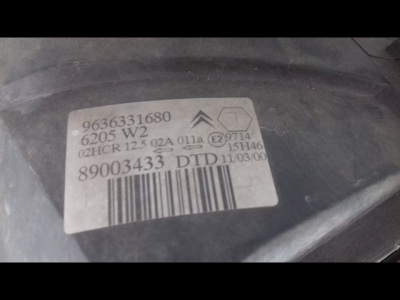 9636331680
6205 W2
02HCR 12.5 02A 011a E2 9714
15H46
89003433 DTD 11/03/00